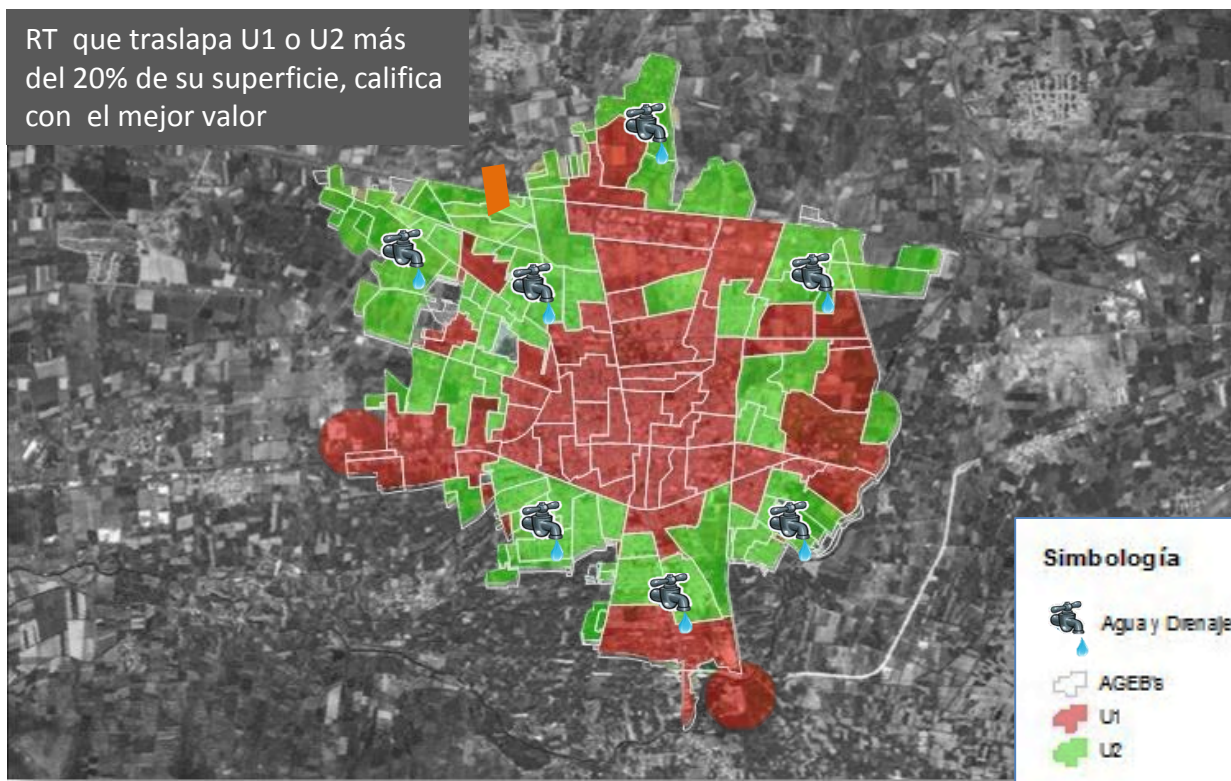 RT que traslapa U1 o U2 más
del 20% de su superficie, califica
con el mejor valor
Simbología
Agua y Drenaje
AGEB's
U1
U2